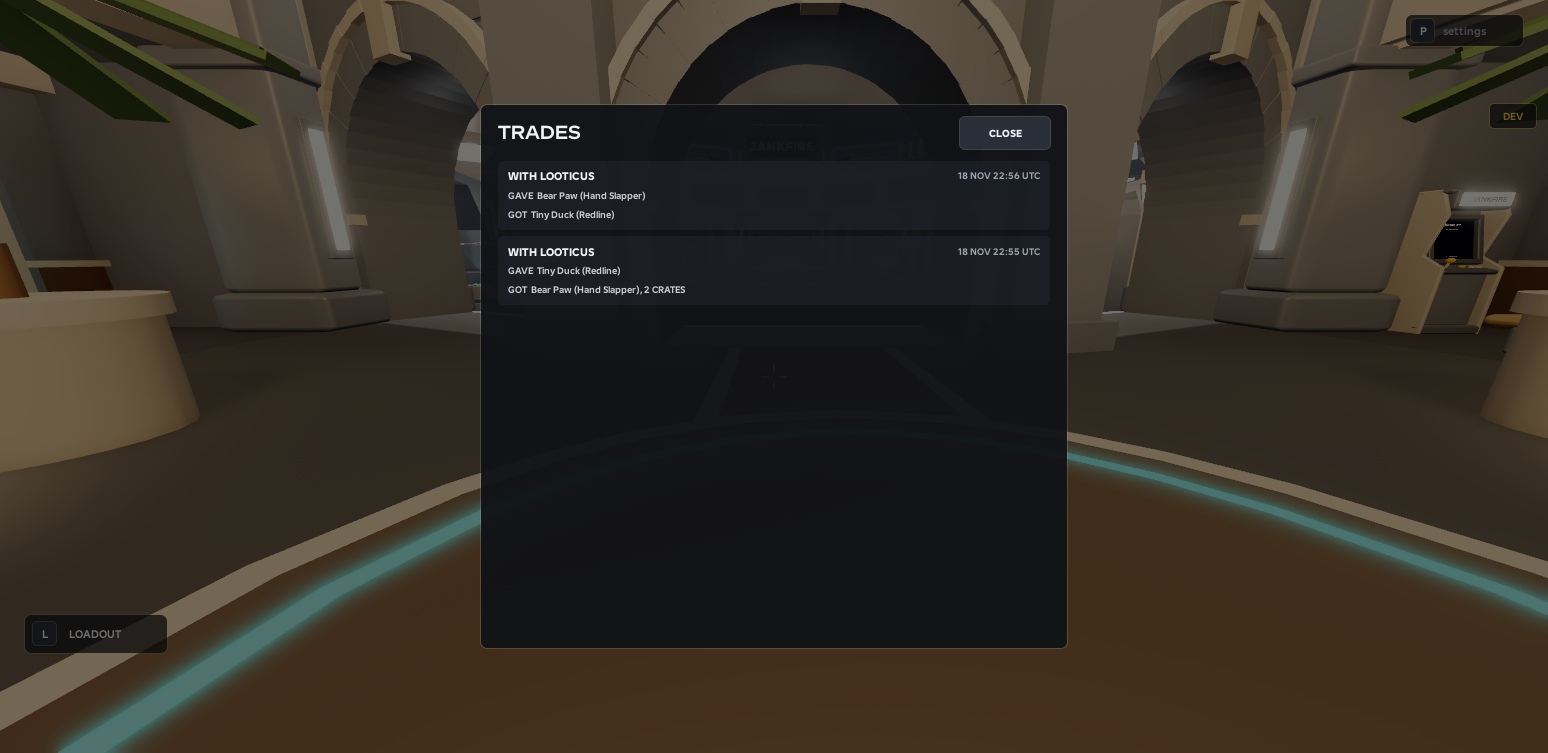 P settings
DEV
TRADES
CLOSE
JANKFIRE
WITH LOOTICUS 18 NOV 22:56 UTC
GAVE Bear Paw (Hand Slapper)
GOT Tiny Duck (Redline)
WITH LOOTICUS 18 NOV 22:55 UTC
GAVE Tiny Duck (Redline)
GOT Bear Paw (Hand Slapper), 2 CRATES
JANKFIRE
L LOADOUT